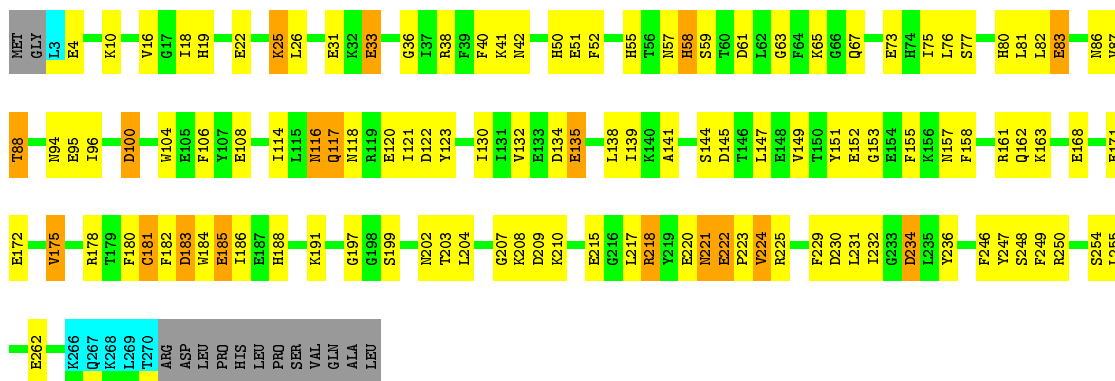 MET GLY L3 E4 K10 V16 G17 I18 H19 E22 K25 L26 E31 K32 E33 G36 I37 R38 F39 F40 K41 N42 H50 E51 F52 H55 T56 N57 H58 S59 T60 D61 L62 G63 F64 K65 G66 Q67 E73 H74 I75 L76 S77 H80 L81 L82 E83 N86
T88 N94 E95 I96 D100 W104 E105 F106 Y107 E108 I114 L115 N116 Q117 N118 R119 E120 I121 D122 Y123 I130 I131 V132 E133 D134 E135 L138 I139 K140 A141 S144 D145 T146 L147 E148 V149 T150 Y151 E152 G153 E154 F155 K156 N157 F158 R161 Q162 K163 E168
E172 V175 R178 T179 F180 C181 F182 D183 W184 E185 I186 E187 H188 K191 G197 G198 S199 N202 T203 L204 G207 K208 D209 K210 E215 G216 L217 R218 Y219 E220 N221 E222 P223 V224 R225 F229 D230 L231 I232 G233 D234 L235 Y236 F246 Y247 S248 F249 R250 S254
E262 K266 Q267 K268 L269 T270 ARG ASP LEU PRO HIS LEU PRO SER VAL GLN ALA LEU